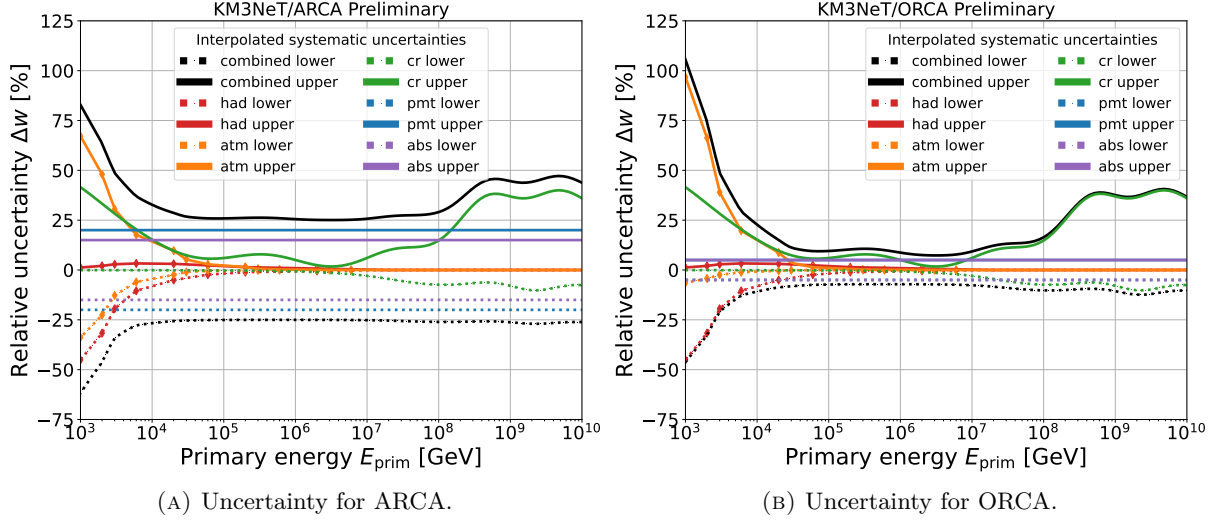 KM3NeT/ARCA Preliminary
Relative uncertainty Δw [%]
125
100
75
50
25
0
−25
−50
−75
Interpolated systematic uncertainties
combined lower
combined upper
had lower
had upper
atm lower
atm upper
cr lower
cr upper
pmt lower
pmt upper
abs lower
abs upper
10³ 10⁴ 10⁵ 10⁶ 10⁷ 10⁸ 10⁹ 10¹⁰
Primary energy E_prim [GeV]
(A) Uncertainty for ARCA.
KM3NeT/ORCA Preliminary
Relative uncertainty Δw [%]
125
100
75
50
25
0
−25
−50
−75
Interpolated systematic uncertainties
combined lower
combined upper
had lower
had upper
atm lower
atm upper
cr lower
cr upper
pmt lower
pmt upper
abs lower
abs upper
10³ 10⁴ 10⁵ 10⁶ 10⁷ 10⁸ 10⁹ 10¹⁰
Primary energy E_prim [GeV]
(B) Uncertainty for ORCA.